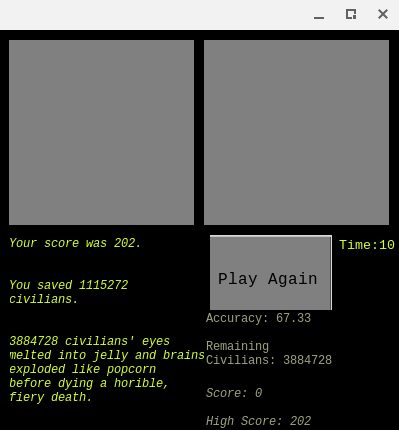 Your score was 202.
You saved 1115272
civilians.
3884728 civilians' eyes
melted into jelly and brains
exploded like popcorn
before dying a horrible,
fiery death.
Play Again
Time:10
Accuracy: 67.33
Remaining
Civilians: 3884728
Score: 0
High Score: 202